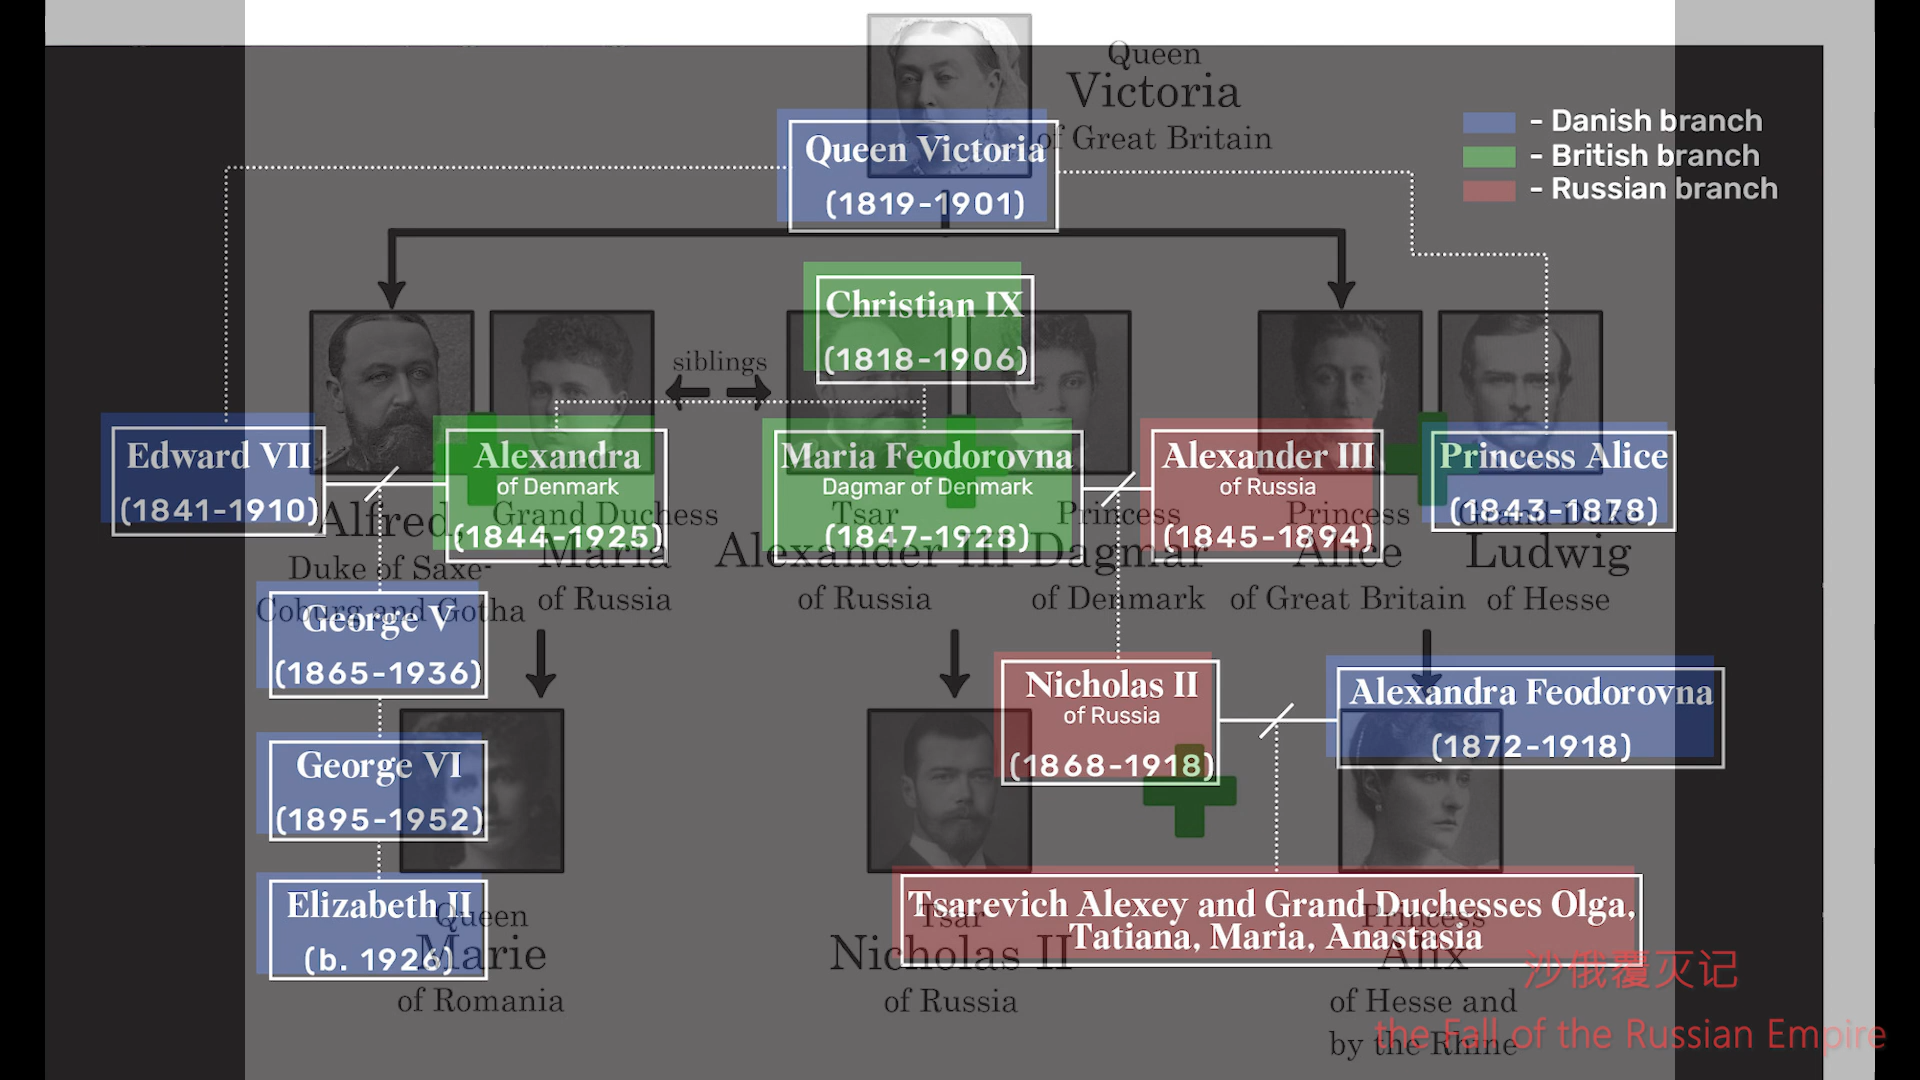 Queen
Victoria
of Great Britain
Queen Victoria
(1819-1901)
- Danish branch
- British branch
- Russian branch
Christian IX
(1818-1906)
siblings
Edward VII
(1841-1910)
Alexandra
of Denmark
(1844-1925)
Maria Feodorovna
Dagmar of Denmark
(1847-1928)
Alexander III
of Russia
(1845-1894)
Princess Alice
(1843-1878)
Alfred,
Duke of Saxe-
Coburg and Gotha
Grand Duchess
Maria
of Russia
Tsar
Alexander III
of Russia
Princess
Dagmar
of Denmark
Princess
Alice
of Great Britain
Grand Duke
Ludwig
of Hesse
George V
(1865-1936)
Nicholas II
of Russia
(1868-1918)
Alexandra Feodorovna
(1872-1918)
George VI
(1895-1952)
Elizabeth II
(b. 1926)
Tsarevich Alexey and Grand Duchesses Olga,
Tatiana, Maria, Anastasia
Queen
Marie
of Romania
Tsar
Nicholas II
of Russia
Princess
Alix
of Hesse and
by the Rhine
沙俄覆灭记
the Fall of the Russian Empire